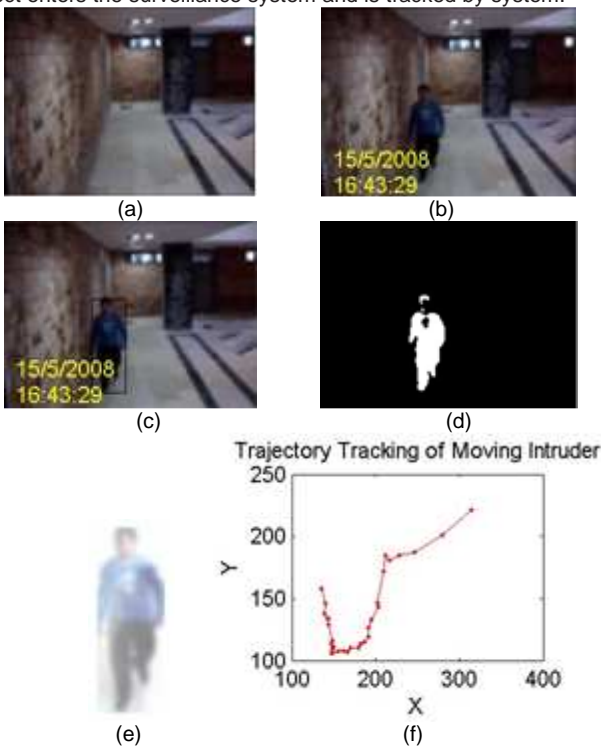 enters the surveillance system and is tracked by system.
(a)
(b)
15/5/2008
16:43:29
(c)
15/5/2008
16:43:29
(d)
Trajectory Tracking of Moving Intruder
250
200
150
100
Y
100 200 300 400
X
(e)
(f)